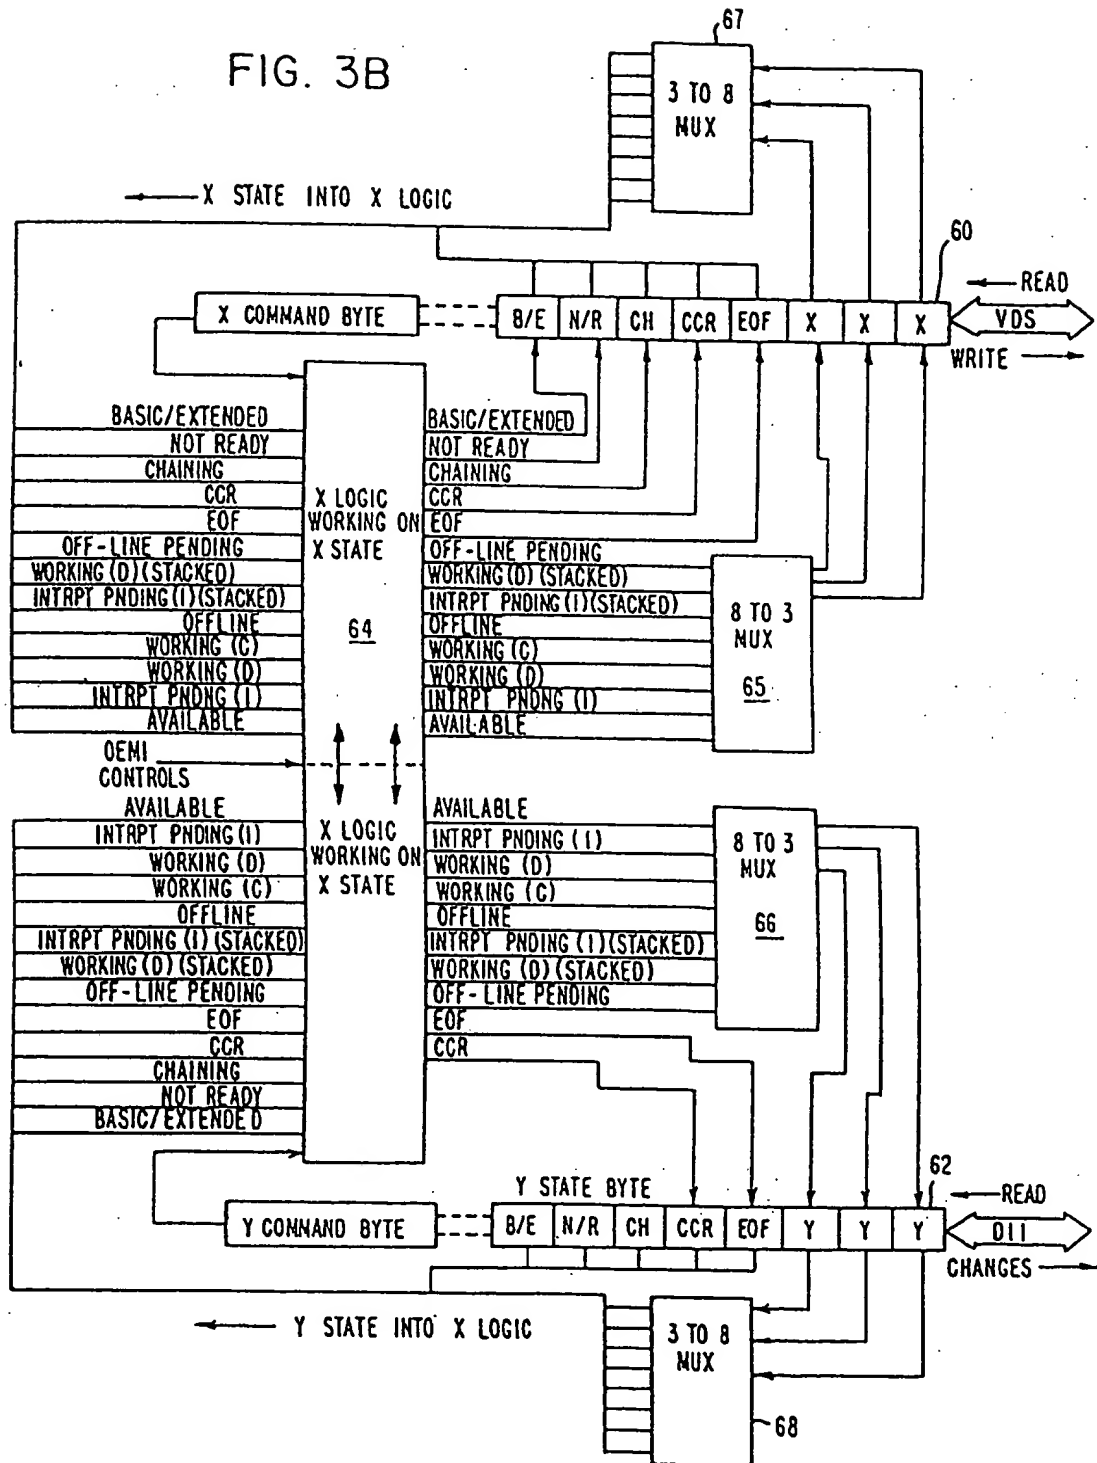 FIG. 3B
67
3 TO 8
MUX
X STATE INTO X LOGIC
60
READ
X COMMAND BYTE
B/E N/R CH CCR EOF X X X
VDS
WRITE
BASIC/EXTENDED
NOT READY
CHAINING
CCR
EOF
OFF-LINE PENDING
WORKING (D) (STACKED)
INTRPT PNDING (I) (STACKED)
OFFLINE
WORKING (C)
WORKING (D)
INTRPT PNDNG (I)
AVAILABLE
X LOGIC
WORKING ON
X STATE
64
BASIC/EXTENDED
NOT READY
CHAINING
CCR
EOF
OFF-LINE PENDING
WORKING (D) (STACKED)
INTRPT PNDING (I) (STACKED)
OFFLINE
WORKING (C)
WORKING (D)
INTRPT PNDNG (I)
AVAILABLE
8 TO 3
MUX
65
OEMI
CONTROLS
AVAILABLE
INTRPT PNDING (I)
WORKING (D)
WORKING (C)
OFFLINE
INTRPT PNDING (I) (STACKED)
WORKING (D) (STACKED)
OFF-LINE PENDING
EOF
CCR
CHAINING
NOT READY
BASIC/EXTENDED
X LOGIC
WORKING ON
X STATE
AVAILABLE
INTRPT PNDING (I)
WORKING (D)
WORKING (C)
OFFLINE
INTRPT PNDING (I) (STACKED)
WORKING (D) (STACKED)
OFF-LINE PENDING
EOF
CCR
8 TO 3
MUX
66
Y STATE BYTE
62
READ
Y COMMAND BYTE
B/E N/R CH CCR EOF Y Y Y
DII
CHANGES
Y STATE INTO X LOGIC
3 TO 8
MUX
68